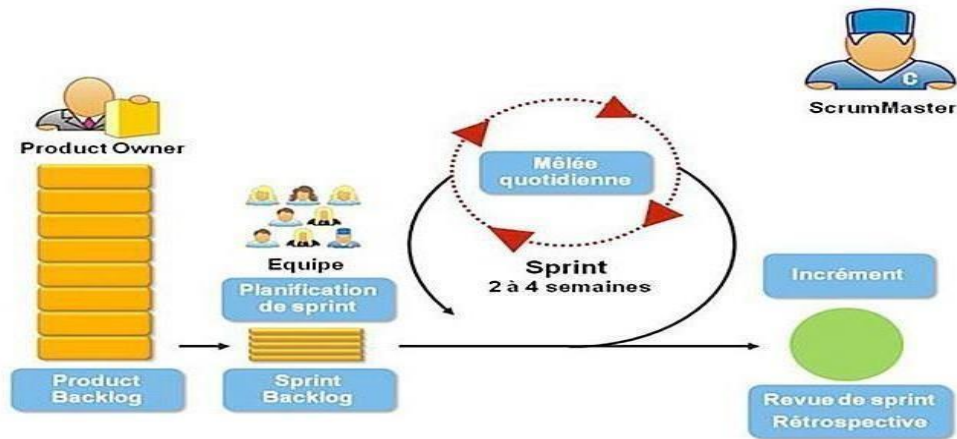 Product Owner
Product
Backlog
Equipe
Planification
de sprint
Sprint
Backlog
Mêlée
quotidienne
Sprint
2 à 4 semaines
C
ScrumMaster
Incrément
Revue de sprint
Rétrospective